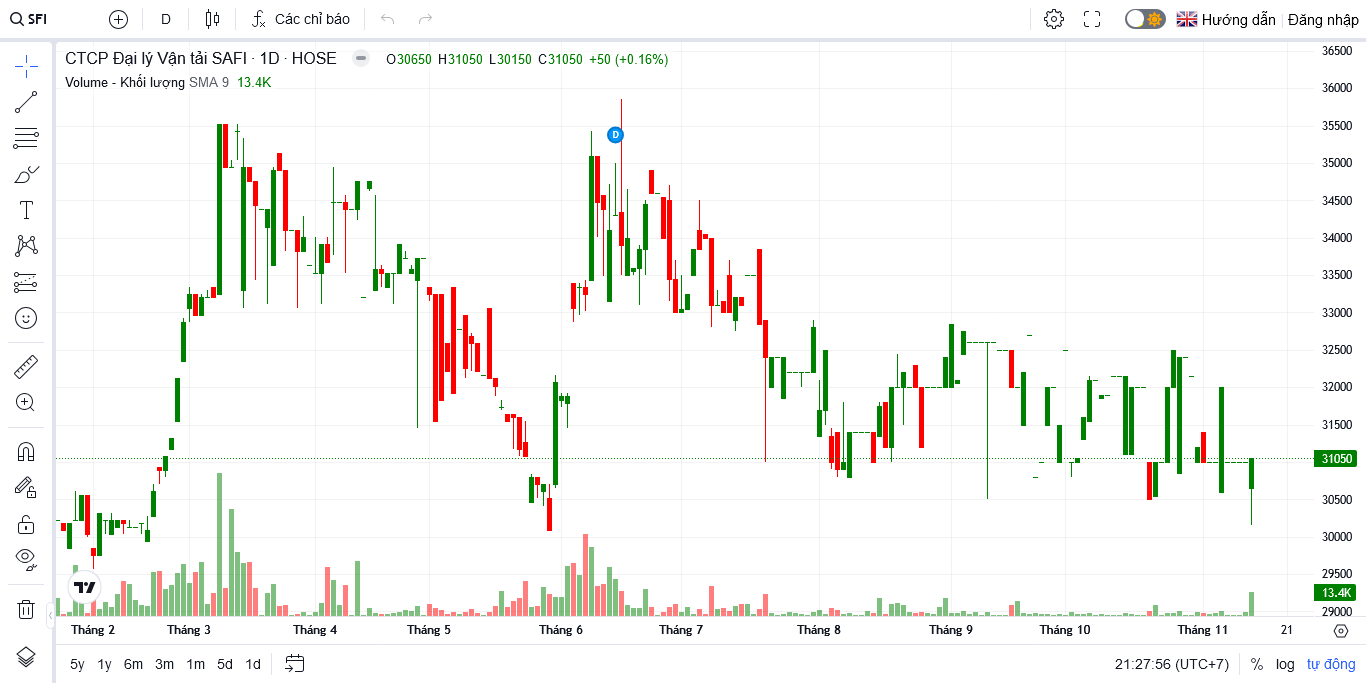 SFI D Các chỉ báo Hướng dẫn Đăng nhập
CTCP Đại lý Vận tải SAFI · 1D · HOSE O30650 H31050 L30150 C31050 +50 (+0.16%)
Volume - Khối lượng SMA 9 13.4K
D
36500
36000
35500
35000
34500
34000
33500
33000
32500
32000
31500
31050
30500
30000
29500
13.4K
29000
Tháng 2 Tháng 3 Tháng 4 Tháng 5 Tháng 6 Tháng 7 Tháng 8 Tháng 9 Tháng 10 Tháng 11 21
5y 1y 6m 3m 1m 5d 1d 21:27:56 (UTC+7) % log tự động